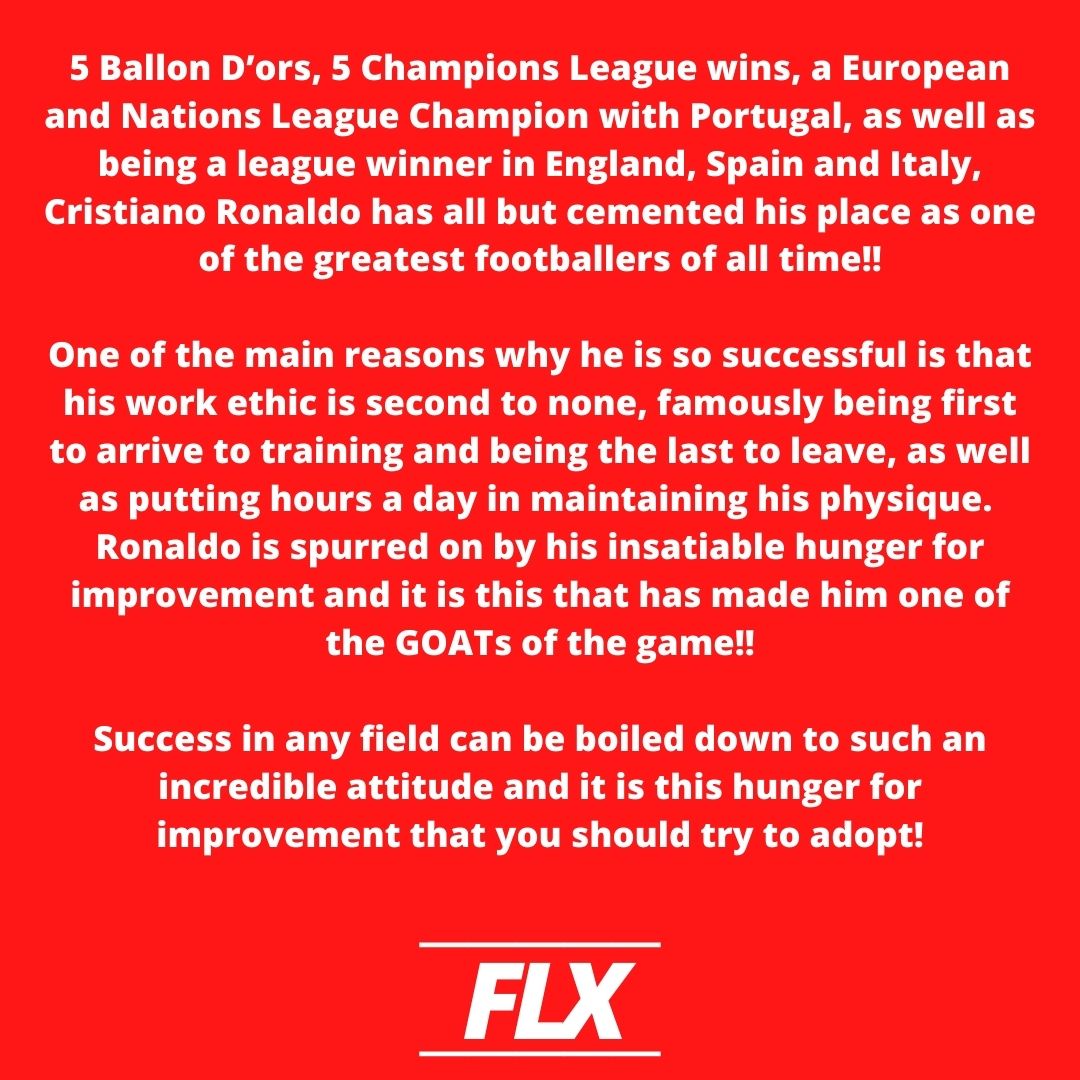 5 Ballon D’ors, 5 Champions League wins, a European
and Nations League Champion with Portugal, as well as
being a league winner in England, Spain and Italy,
Cristiano Ronaldo has all but cemented his place as one
of the greatest footballers of all time!!
One of the main reasons why he is so successful is that
his work ethic is second to none, famously being first
to arrive to training and being the last to leave, as well
as putting hours a day in maintaining his physique.
Ronaldo is spurred on by his insatiable hunger for
improvement and it is this that has made him one of
the GOATs of the game!!
Success in any field can be boiled down to such an
incredible attitude and it is this hunger for
improvement that you should try to adopt!
FLX